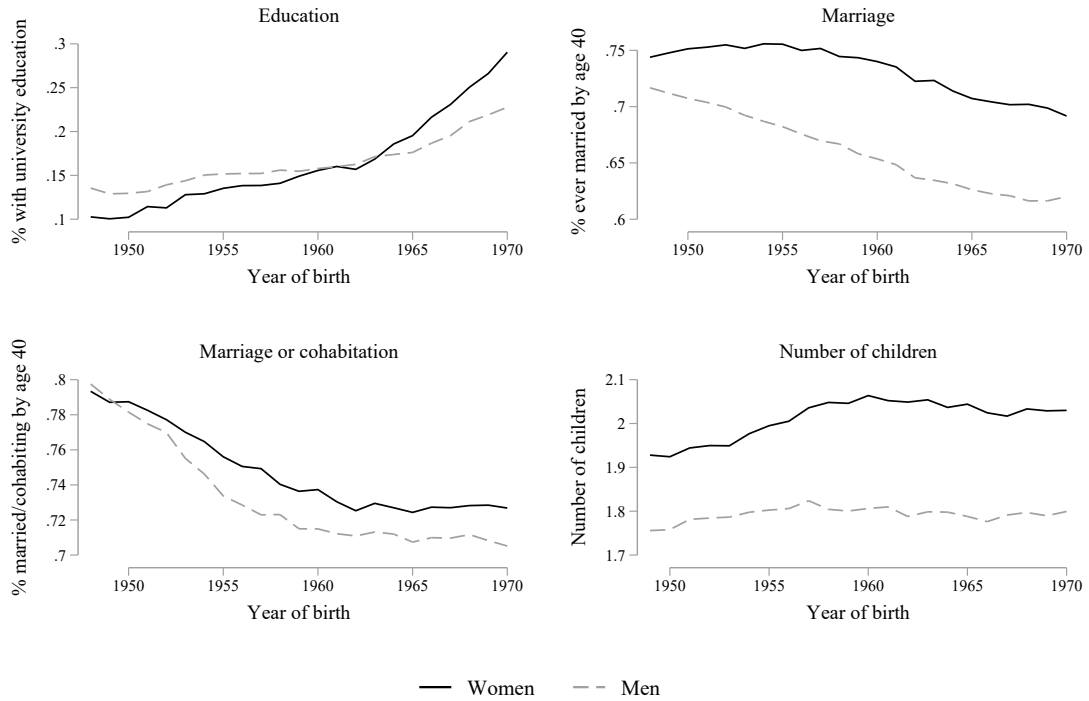 Education
% with university education
.3
.25
.2
.15
.1
1950 1955 1960 1965 1970
Year of birth
Marriage
% ever married by age 40
.75
.7
.65
.6
1950 1955 1960 1965 1970
Year of birth
Marriage or cohabitation
% married/cohabiting by age 40
.8
.78
.76
.74
.72
.7
1950 1955 1960 1965 1970
Year of birth
Number of children
Number of children
2.1
2
1.9
1.8
1.7
1950 1955 1960 1965 1970
Year of birth
Women Men